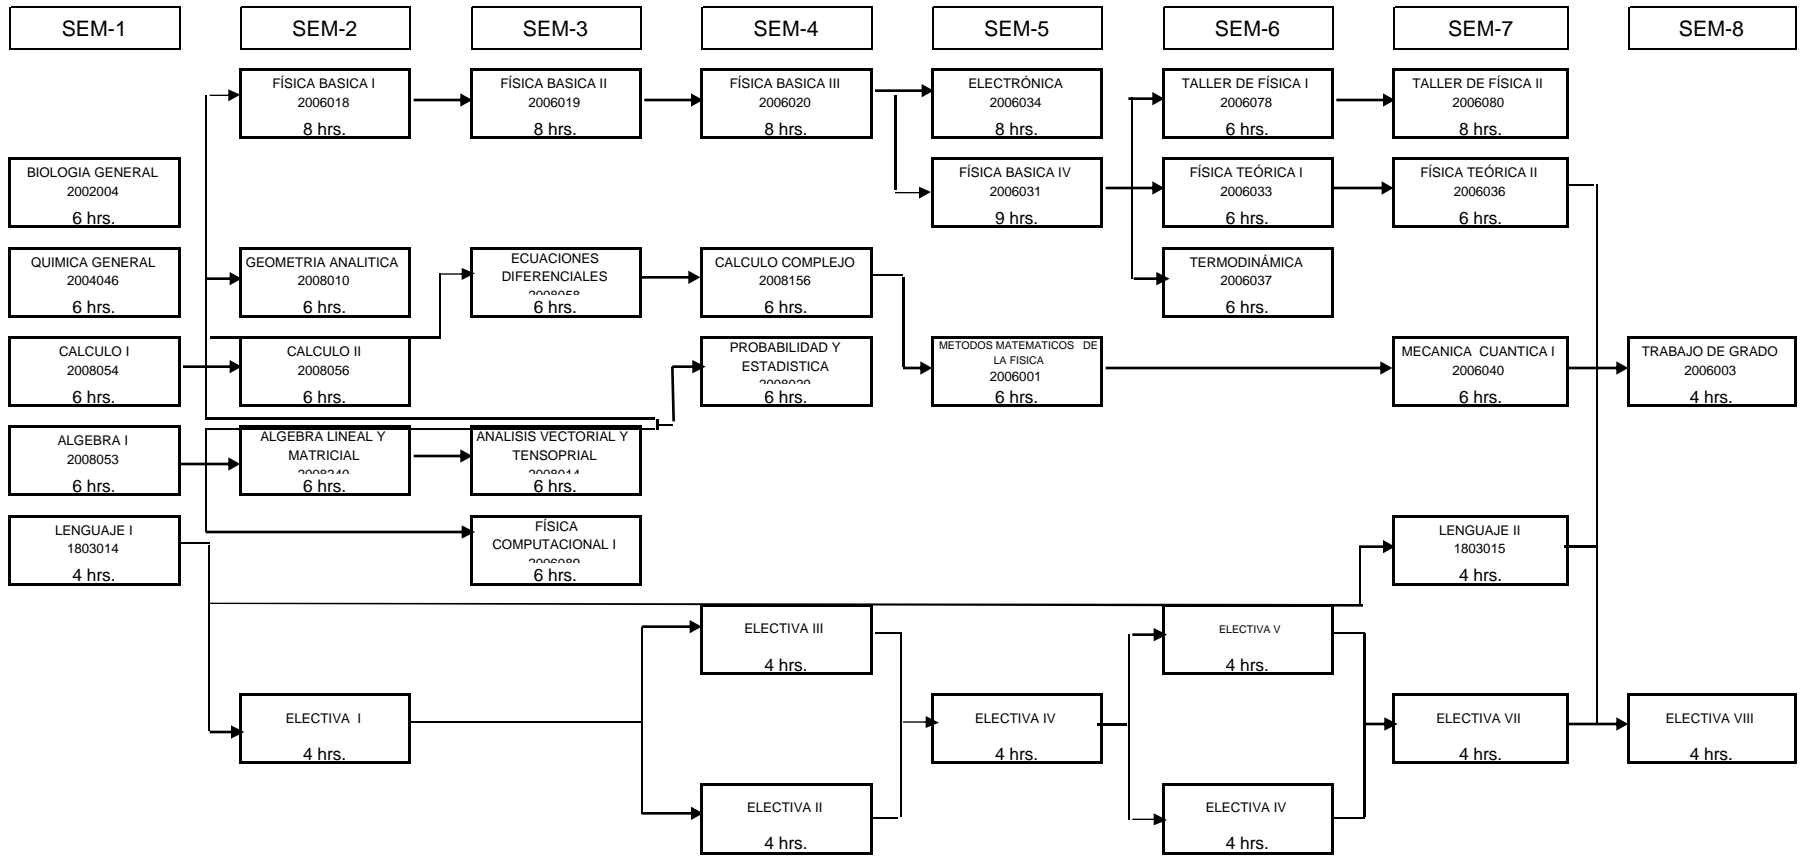 SEM-1
SEM-2
SEM-3
SEM-4
SEM-5
SEM-6
SEM-7
SEM-8
FÍSICA BASICA I
2006018
8 hrs.
FÍSICA BASICA II
2006019
8 hrs.
FÍSICA BASICA III
2006020
8 hrs.
ELECTRÓNICA
2006034
8 hrs.
TALLER DE FÍSICA I
2006078
6 hrs.
TALLER DE FÍSICA II
2006080
8 hrs.
BIOLOGIA GENERAL
2002004
6 hrs.
FÍSICA BASICA IV
2006031
9 hrs.
FÍSICA TEÓRICA I
2006033
6 hrs.
FÍSICA TEÓRICA II
2006036
6 hrs.
QUIMICA GENERAL
2004046
6 hrs.
GEOMETRIA ANALITICA
2008010
6 hrs.
ECUACIONES
DIFERENCIALES
6 hrs.
CALCULO COMPLEJO
2008156
6 hrs.
TERMODINÁMICA
2006037
6 hrs.
CALCULO I
2008054
6 hrs.
CALCULO II
2008056
6 hrs.
PROBABILIDAD Y
ESTADISTICA
6 hrs.
METODOS MATEMATICOS DE
LA FISICA
2006001
6 hrs.
MECANICA CUANTICA I
2006040
6 hrs.
TRABAJO DE GRADO
2006003
4 hrs.
ALGEBRA I
2008053
6 hrs.
ALGEBRA LINEAL Y
MATRICIAL
6 hrs.
ANALISIS VECTORIAL Y
TENSOPRIAL
6 hrs.
LENGUAJE I
1803014
4 hrs.
FÍSICA
COMPUTACIONAL I
6 hrs.
LENGUAJE II
1803015
4 hrs.
ELECTIVA III
4 hrs.
ELECTIVA V
4 hrs.
ELECTIVA I
4 hrs.
ELECTIVA IV
4 hrs.
ELECTIVA VII
4 hrs.
ELECTIVA VIII
4 hrs.
ELECTIVA II
4 hrs.
ELECTIVA IV
4 hrs.